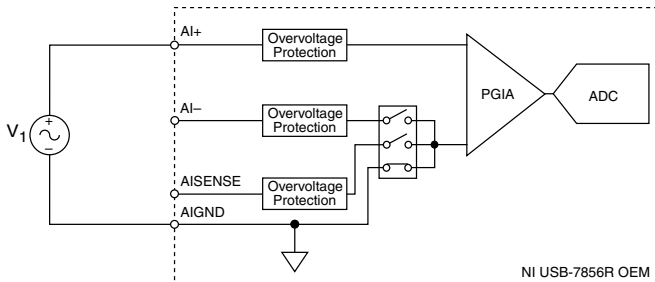 AI+
Overvoltage
Protection
PGIA
ADC
AI–
Overvoltage
Protection
V1
+
–
AISENSE
Overvoltage
Protection
AIGND
NI USB-7856R OEM